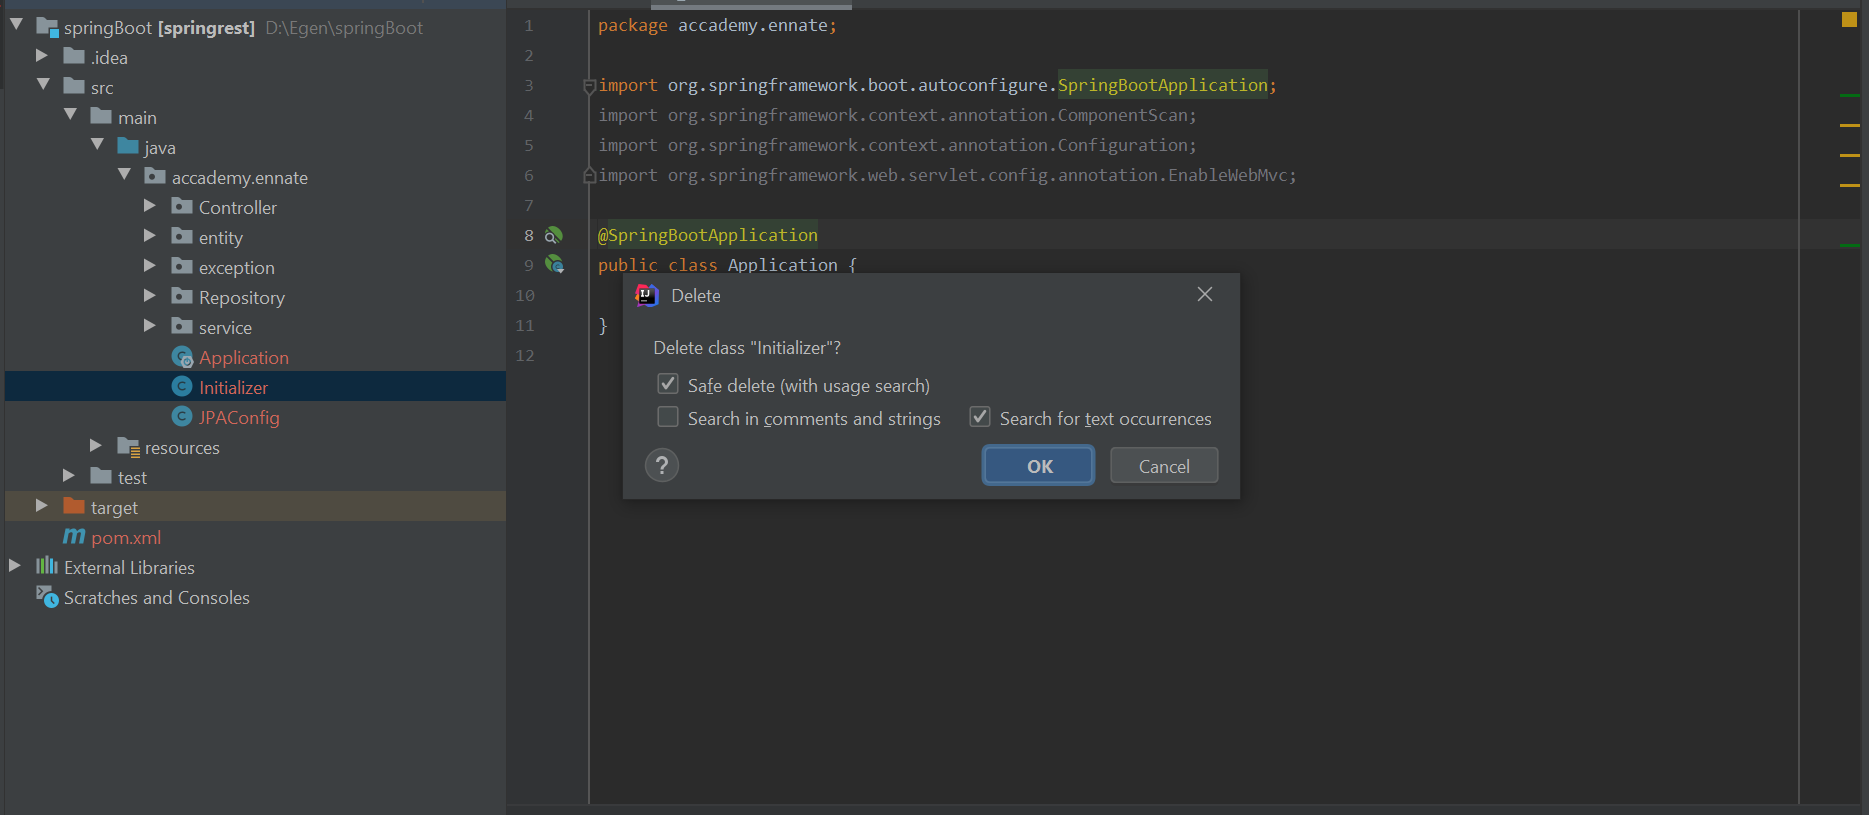 springBoot [springrest] D:\Egen\springBoot
.idea
src
main
java
accademy.ennate
Controller
entity
exception
Repository
service
Application
Initializer
JPAConfig
resources
test
target
pom.xml
External Libraries
Scratches and Consoles
1 package accademy.ennate;
2
3 import org.springframework.boot.autoconfigure.SpringBootApplication;
4 import org.springframework.context.annotation.ComponentScan;
5 import org.springframework.context.annotation.Configuration;
6 import org.springframework.web.servlet.config.annotation.EnableWebMvc;
7
8 @SpringBootApplication
9 public class Application {
10
11 }
12
Delete
Delete class "Initializer"?
Safe delete (with usage search)
Search in comments and strings Search for text occurrences
? OK Cancel